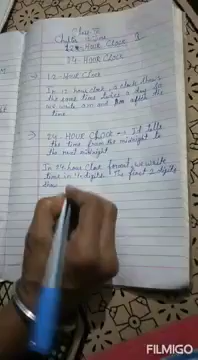 Class IV
Time
12 - Hour Clock
24 - Hour Clock
→ 12 - Hour Clock
In 12 hour clock, a clock shows
the same time twice a day. So
we write am and pm after the
time
→ 24 - HOUR CLOCK - It tells
the time from the midnight to
the next midnight
In 24 hour clock format, we write
time in 4 digits. The first 2 digits
show
FILMIGO